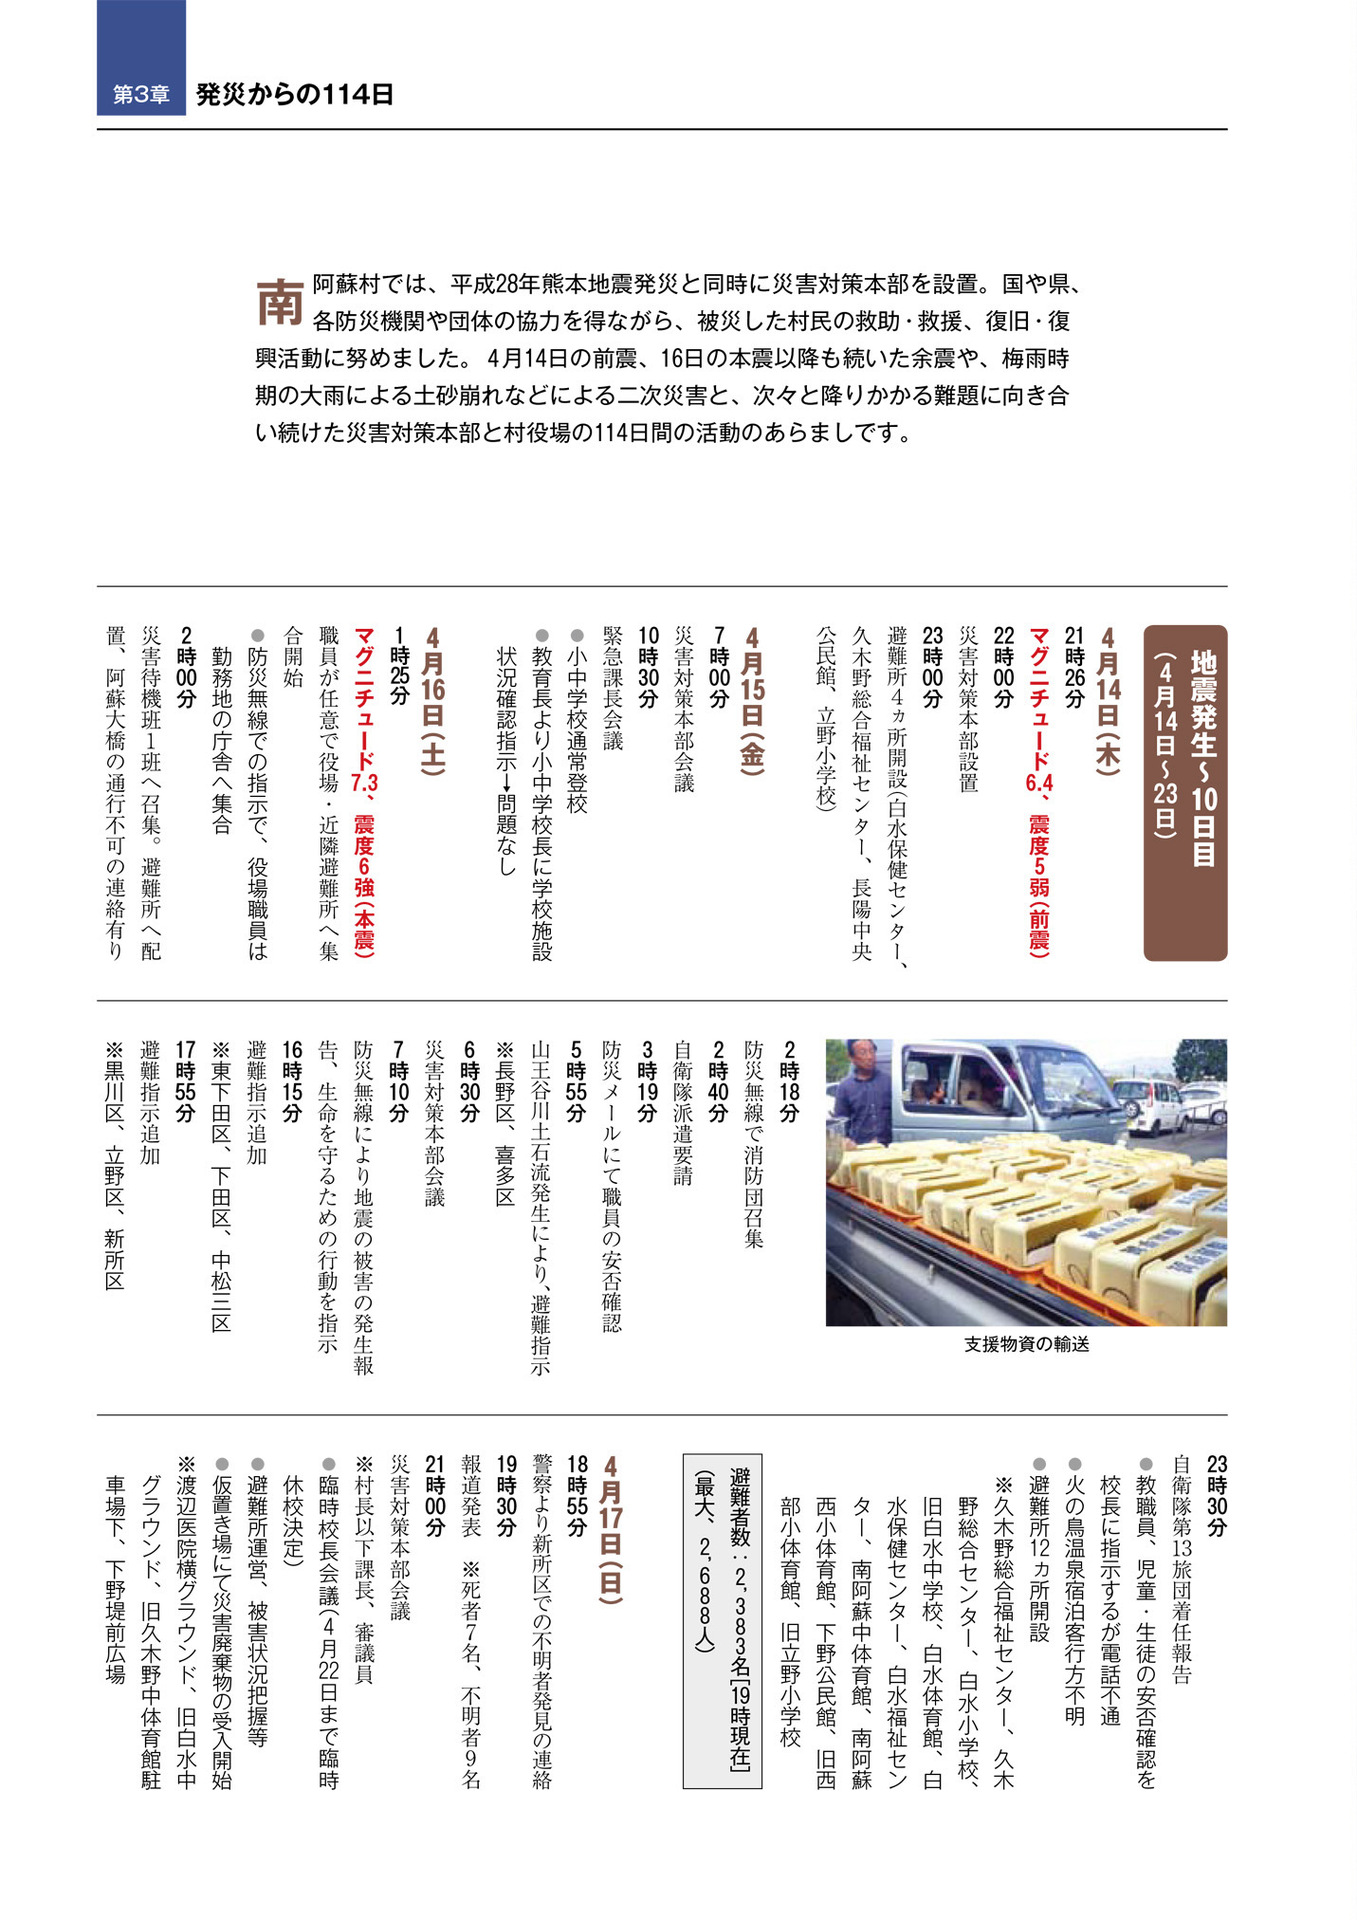 第3章
発災からの114日
南阿蘇村では、平成28年熊本地震発災と同時に災害対策本部を設置。国や県、
各防災機関や団体の協力を得ながら、被災した村民の救助・救援、復旧・復
興活動に努めました。4月14日の前震、16日の本震以降も続いた余震や、梅雨時
期の大雨による土砂崩れなどによる二次災害と、次々と降りかかる難題に向き合
い続けた災害対策本部と村役場の114日間の活動のあらましです。
地震発生〜10日目
（4月14日〜23日）
4月14日（木）
21時26分
マグニチュード6.4、震度5弱（前震）
22時00分
災害対策本部設置
23時00分
避難所4ヵ所開設（白水保健センター、
久木野総合福祉センター、長陽中央
公民館、立野小学校）
4月15日（金）
7時00分
災害対策本部会議
10時30分
緊急課長会議
●小中学校通常登校
●教育長より小中学校長に学校施設
状況確認指示→問題なし
4月16日（土）
1時25分
マグニチュード7.3、震度6強（本震）
職員が任意で役場・近隣避難所へ集
合開始
●防災無線での指示で、役場職員は
勤務地の庁舎へ集合
2時00分
災害待機班1班へ召集。避難所へ配
置、阿蘇大橋の通行不可の連絡有り
2時18分
防災無線で消防団召集
2時40分
自衛隊派遣要請
3時19分
防災メールにて職員の安否確認
5時55分
山王谷川土石流発生により、避難指示
※長野区、喜多区
6時30分
災害対策本部会議
7時10分
防災無線により地震の被害の発生報
告、生命を守るための行動を指示
16時15分
避難指示追加
※東下田区、下田区、中松三区
17時55分
避難指示追加
※黒川区、立野区、新所区
支援物資の輸送
23時30分
自衛隊第13旅団着任報告
●教職員、児童・生徒の安否確認を
校長に指示するが電話不通
●火の鳥温泉宿泊客行方不明
●避難所12ヵ所開設
※久木野総合福祉センター、久木
野総合センター、白水小学校、
旧白水中学校、白水体育館、白
水保健センター、白水福祉セン
ター、南阿蘇中体育館、南阿蘇
西小体育館、下野公民館、旧西
部小体育館、旧立野小学校
避難者数：2,383名［19時現在］
（最大、2,688人）
4月17日（日）
18時55分
警察より新所区での不明者発見の連絡
19時30分
報道発表　※死者7名、不明者9名
21時00分
災害対策本部会議
※村長以下課長、審議員
●臨時校長会議（4月22日まで臨時
休校決定）
●避難所運営、被害状況把握等
●仮置き場にて災害廃棄物の受入開始
※渡辺医院横グラウンド、旧白水中
グラウンド、旧久木野中体育館駐
車場下、下野堤前広場